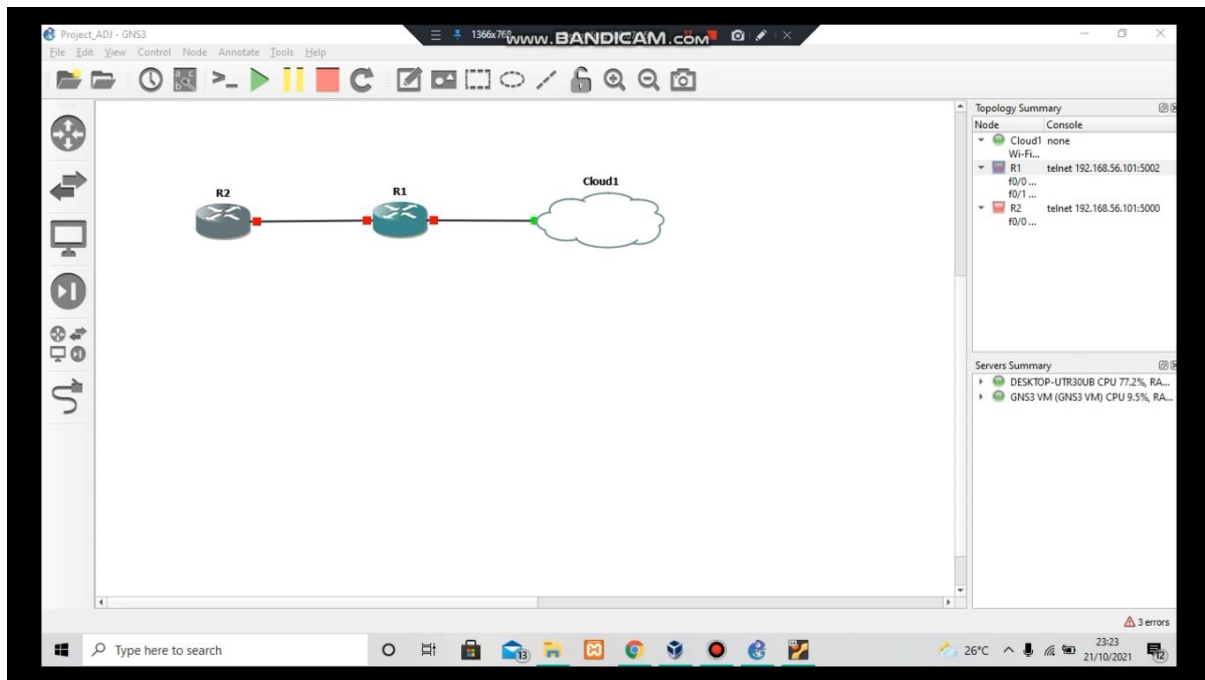 Project_ADJ - GNS3
1366x768
www.BANDICAM.com
File Edit View Control Node Annotate Tools Help
R2
R1
Cloud1
Topology Summary
Node Console
Cloud1 none
Wi-Fi...
R1 telnet 192.168.56.101:5002
f0/0 ...
f0/1 ...
R2 telnet 192.168.56.101:5000
f0/0 ...
Servers Summary
DESKTOP-UTR30UB CPU 77.2%, RA...
GNS3 VM (GNS3 VM) CPU 9.5%, RA...
3 errors
Type here to search
13
26°C
23:23
21/10/2021
12